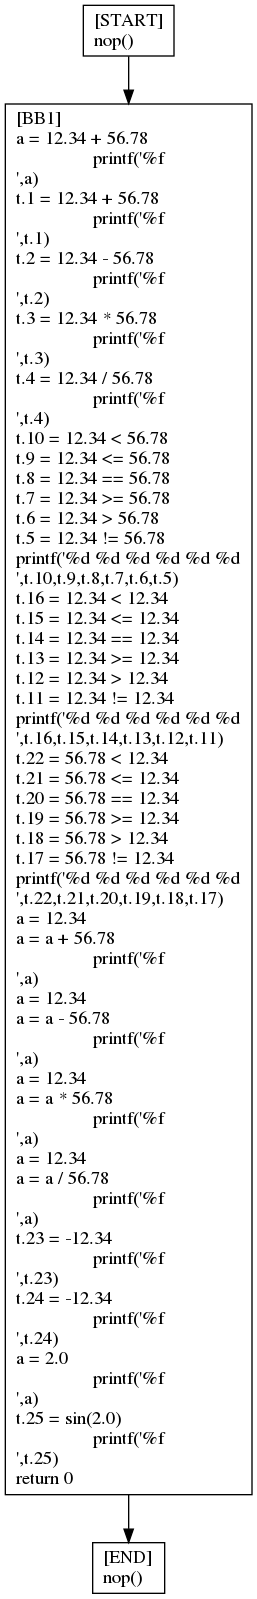 [START]
nop()
[BB1]
a = 12.34 + 56.78
printf('%f
',a)
t.1 = 12.34 + 56.78
printf('%f
',t.1)
t.2 = 12.34 - 56.78
printf('%f
',t.2)
t.3 = 12.34 * 56.78
printf('%f
',t.3)
t.4 = 12.34 / 56.78
printf('%f
',t.4)
t.10 = 12.34 < 56.78
t.9 = 12.34 <= 56.78
t.8 = 12.34 == 56.78
t.7 = 12.34 >= 56.78
t.6 = 12.34 > 56.78
t.5 = 12.34 != 56.78
printf('%d %d %d %d %d %d
',t.10,t.9,t.8,t.7,t.6,t.5)
t.16 = 12.34 < 12.34
t.15 = 12.34 <= 12.34
t.14 = 12.34 == 12.34
t.13 = 12.34 >= 12.34
t.12 = 12.34 > 12.34
t.11 = 12.34 != 12.34
printf('%d %d %d %d %d %d
',t.16,t.15,t.14,t.13,t.12,t.11)
t.22 = 56.78 < 12.34
t.21 = 56.78 <= 12.34
t.20 = 56.78 == 12.34
t.19 = 56.78 >= 12.34
t.18 = 56.78 > 12.34
t.17 = 56.78 != 12.34
printf('%d %d %d %d %d %d
',t.22,t.21,t.20,t.19,t.18,t.17)
a = 12.34
a = a + 56.78
printf('%f
',a)
a = 12.34
a = a - 56.78
printf('%f
',a)
a = 12.34
a = a * 56.78
printf('%f
',a)
a = 12.34
a = a / 56.78
printf('%f
',a)
t.23 = -12.34
printf('%f
',t.23)
t.24 = -12.34
printf('%f
',t.24)
a = 2.0
printf('%f
',a)
t.25 = sin(2.0)
printf('%f
',t.25)
return 0
[END]
nop()